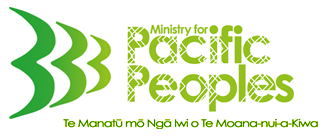 Ministry for
Pacific
Peoples
Te Manatū mō Ngā Iwi o Te Moana-nui-a-Kiwa